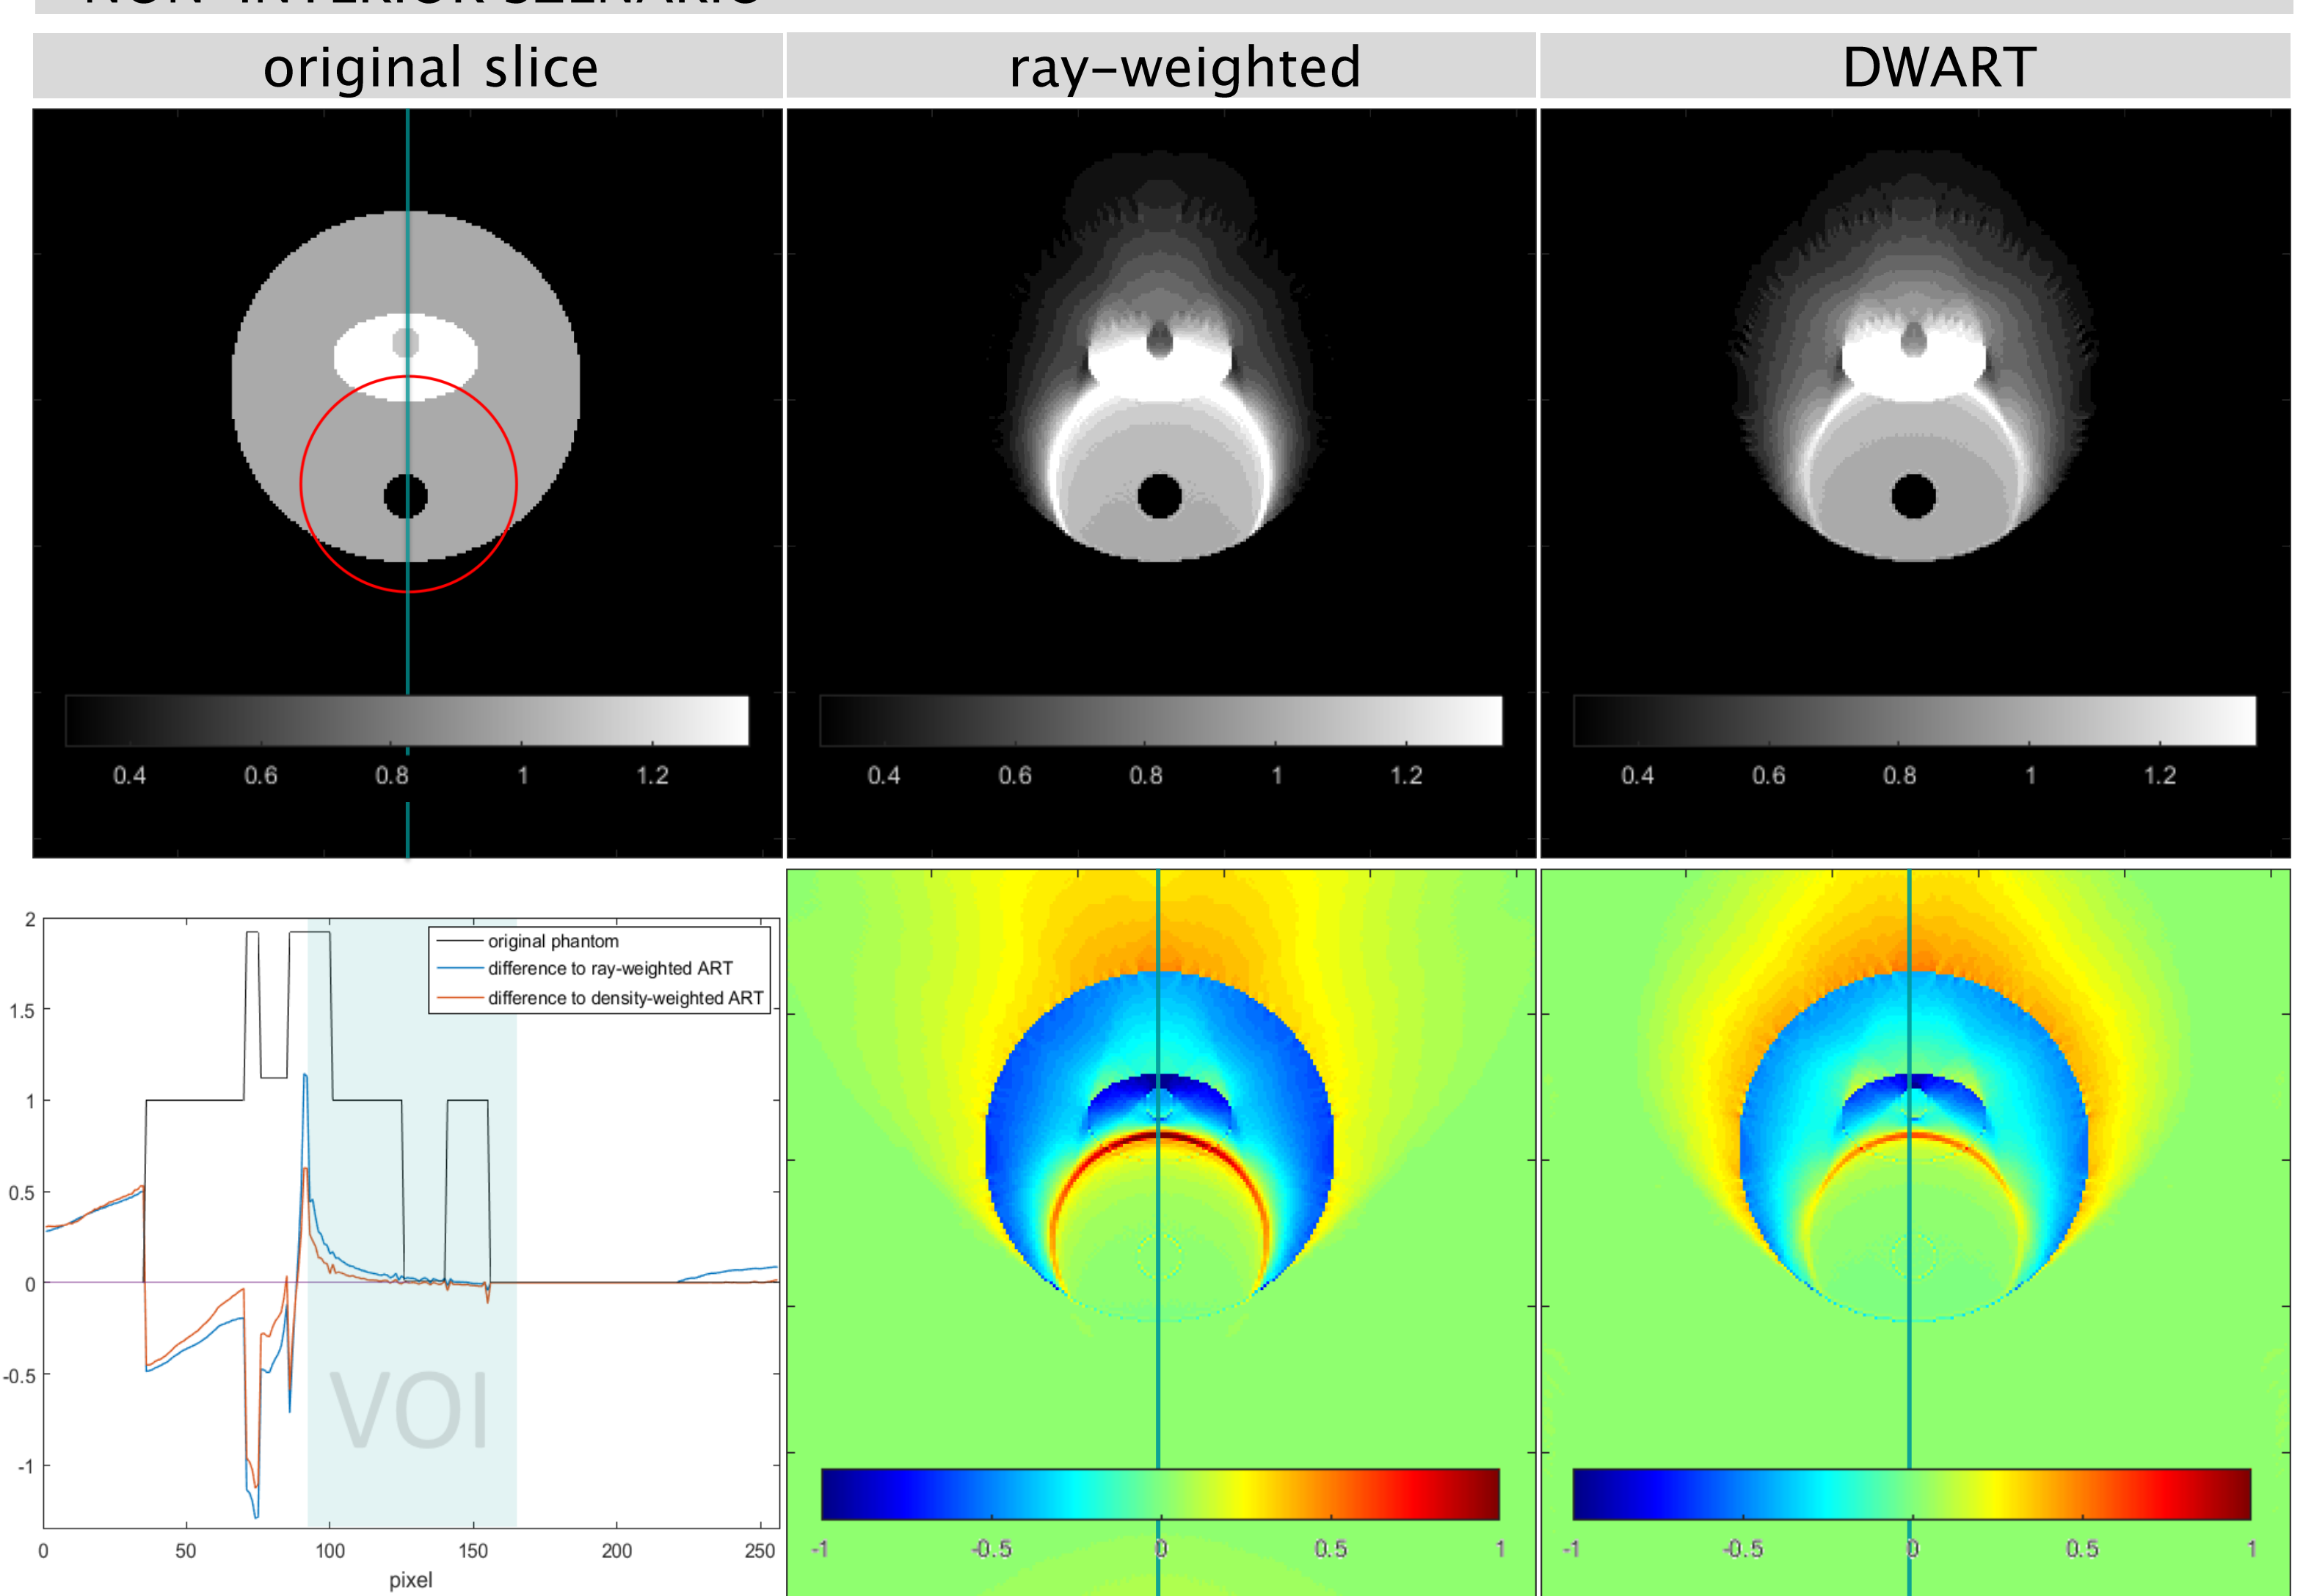 NON-INTERIOR SZENARIO
original slice
ray-weighted
DWART
0.4 0.6 0.8 1 1.2
0.4 0.6 0.8 1 1.2
0.4 0.6 0.8 1 1.2
2
original phantom
difference to ray-weighted ART
difference to density-weighted ART
1.5
1
0.5
0
-0.5
VOI
-1
0 50 100 150 200 250
pixel
-1 -0.5 0 0.5 1
-1 -0.5 0 0.5 1